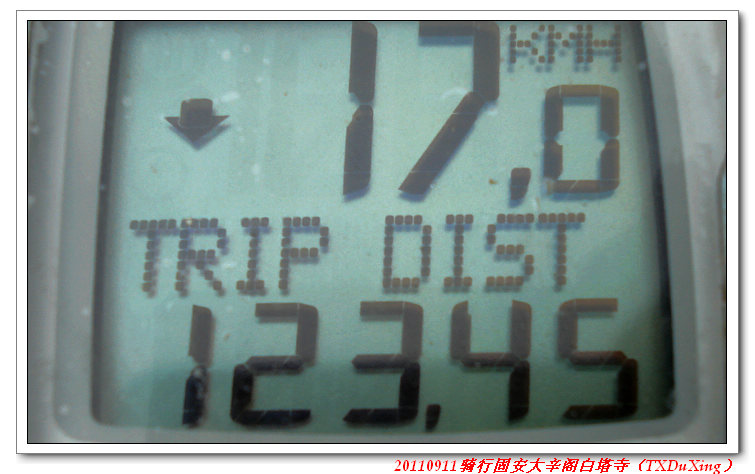 17,0 KMH
TRIP DIST
123,45
20110911骑行固安大辛阁白塔寺（TXDuXing）